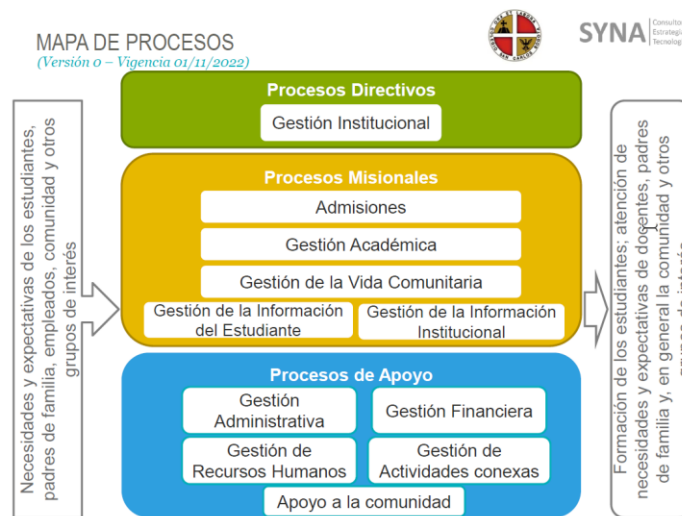 MAPA DE PROCESOS
(Versión 0 – Vigencia 01/11/2022)
SYNA
Necesidades y expectativas de los estudiantes,
padres de familia, empleados, comunidad y otros
grupos de interés
Procesos Directivos
Gestión Institucional
Procesos Misionales
Admisiones
Gestión Académica
Gestión de la Vida Comunitaria
Gestión de la Información
del Estudiante
Gestión de la Información
Institucional
Procesos de Apoyo
Gestión
Administrativa
Gestión Financiera
Gestión de
Recursos Humanos
Gestión de
Actividades conexas
Apoyo a la comunidad
Formación de los estudiantes; atención de
necesidades y expectativas de docentes, padres
de familia y, en general la comunidad y otros
grupos de interés